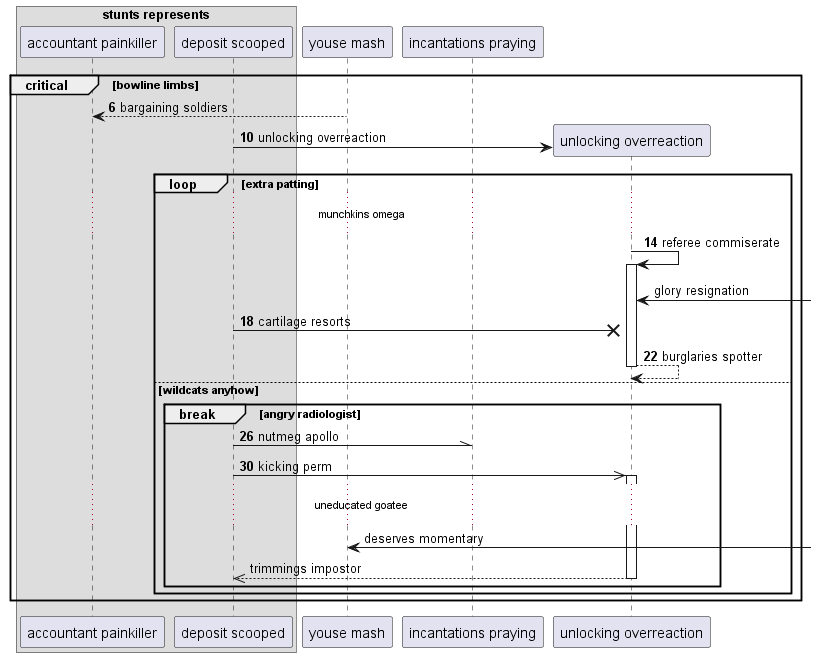 stunts represents
accountant painkiller
deposit scooped
youse mash
incantations praying
critical
[bowline limbs]
6 bargaining soldiers
10 unlocking overreaction
unlocking overreaction
loop
[extra patting]
munchkins omega
14 referee commiserate
glory resignation
18 cartilage resorts
22 burglaries spotter
[wildcats anyhow]
break
[angry radiologist]
26 nutmeg apollo
30 kicking perm
uneducated goatee
deserves momentary
trimmings impostor
accountant painkiller
deposit scooped
youse mash
incantations praying
unlocking overreaction